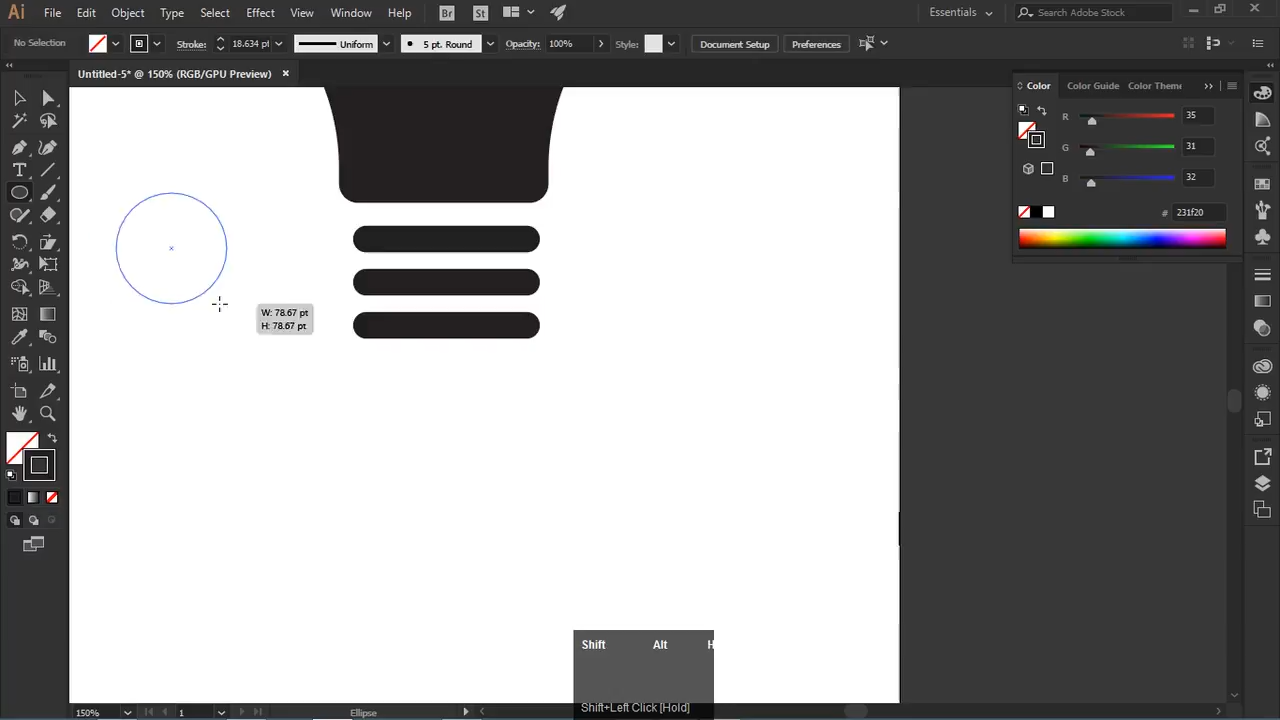 Ai File Edit Object Type Select Effect View Window Help Br St Essentials Search Adobe Stock
No Selection Stroke: 18.634 pt Uniform 5 pt. Round Opacity: 100% Style: Document Setup Preferences
Untitled-5* @ 150% (RGB/GPU Preview)
Color Color Guide Color Theme
R 35
G 31
B 32
# 231f20
W: 78.67 pt
H: 78.67 pt
Shift Alt H
Shift+Left Click [Hold]
150% 1 Ellipse